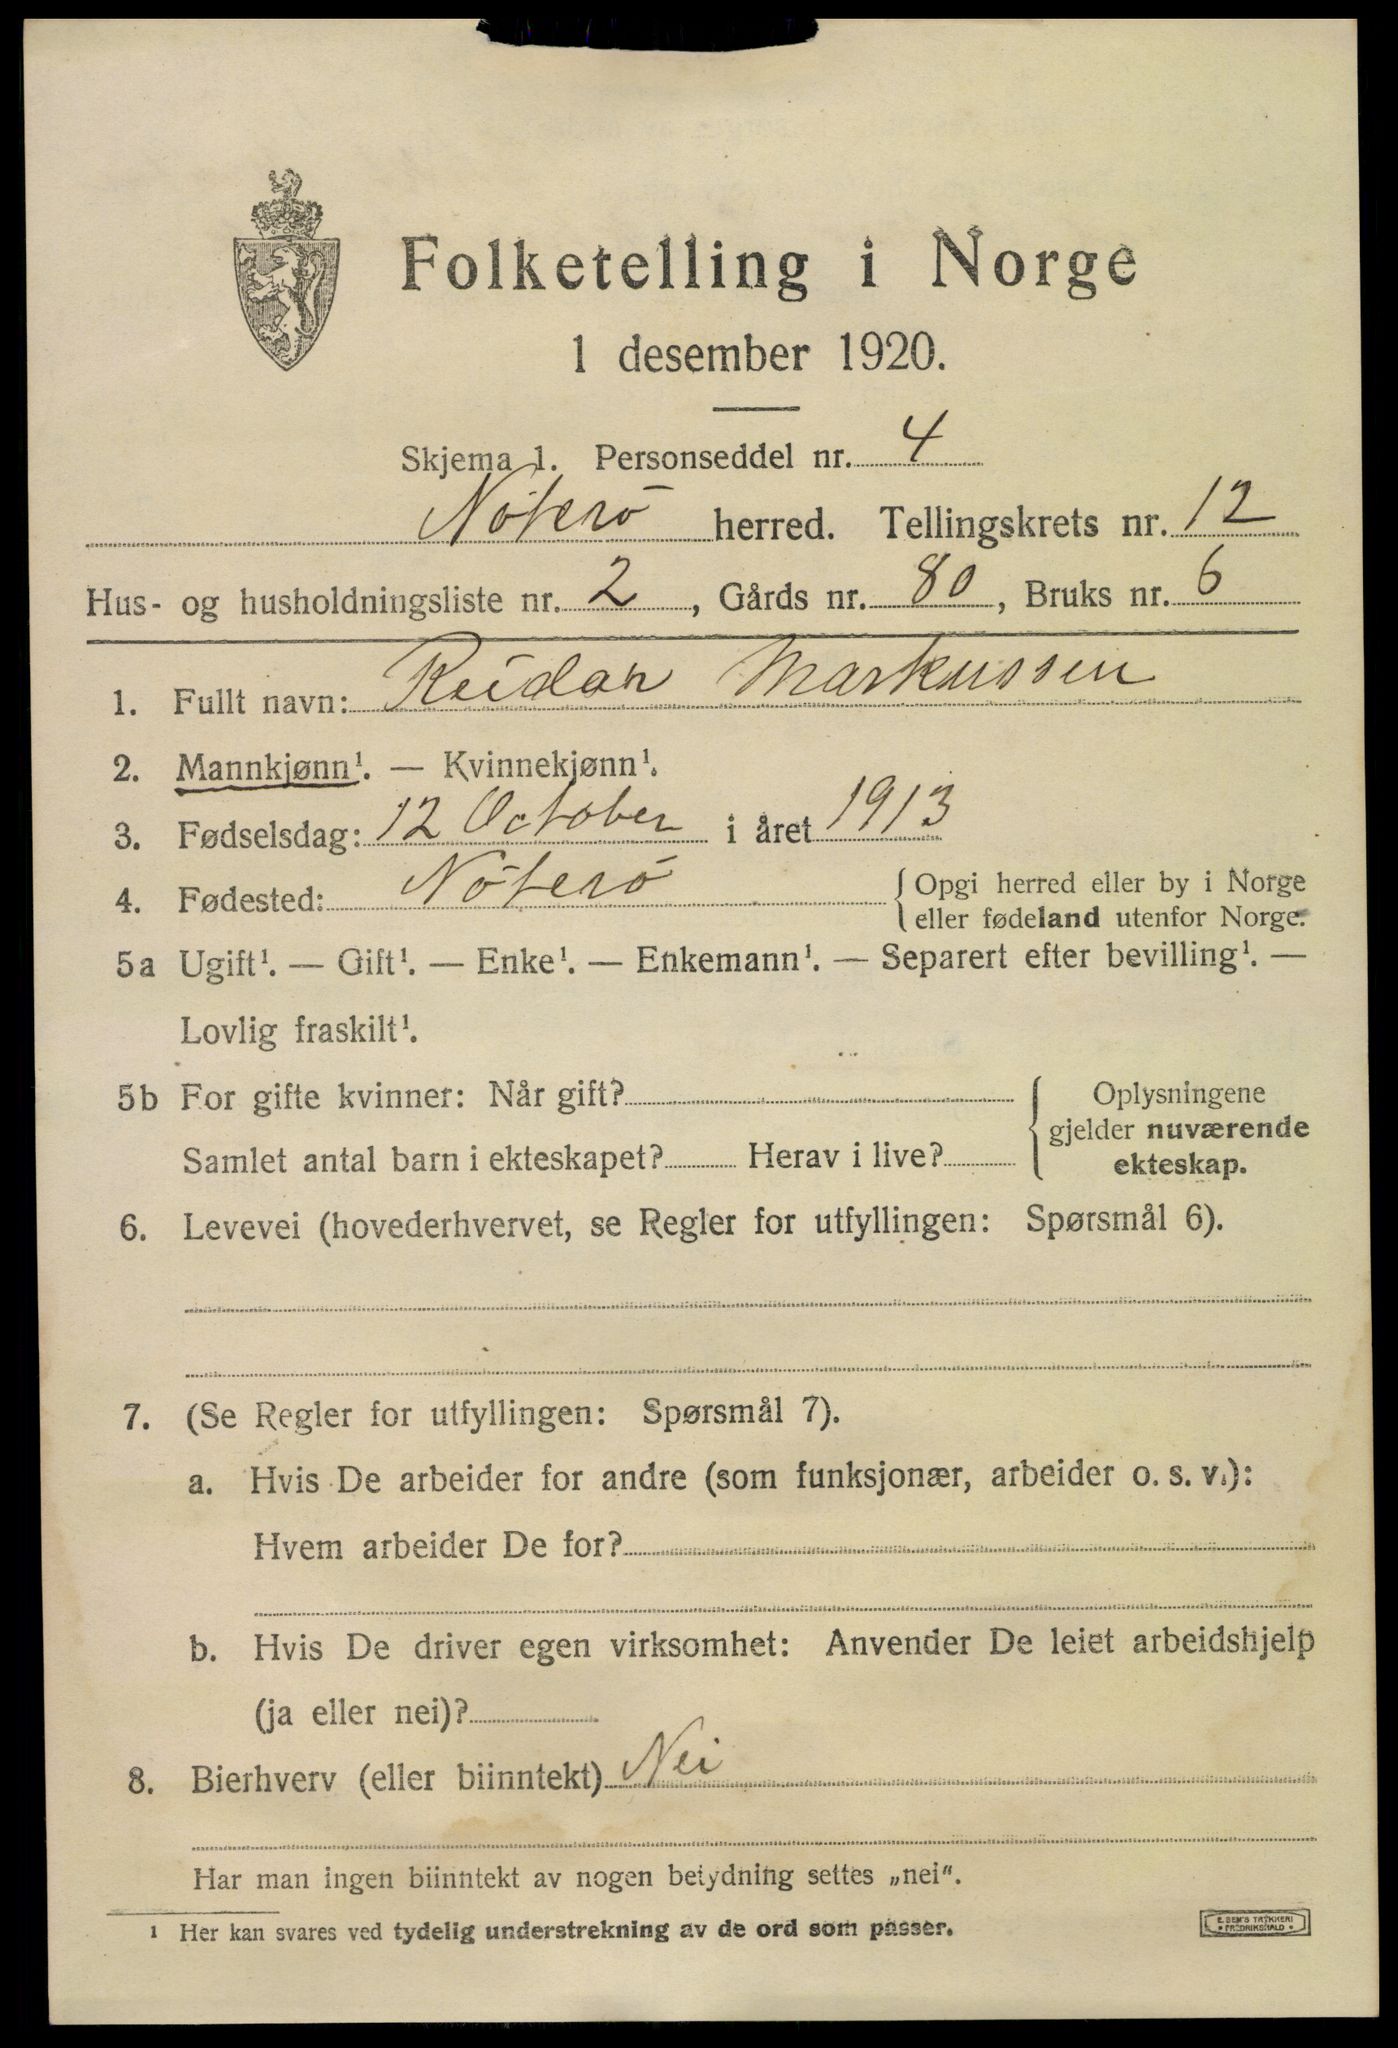 Folketelling i Norge
1 desember 1920.
Skjema 1. Personseddel nr. 4
Nöterö herred. Tellingskrets nr. 12
Hus- og husholdningsliste nr. 2, Gårds nr. 80, Bruks nr. 6
1. Fullt navn: Reidar Markussen
2. Mannkjønn¹. — Kvinnekjønn¹.
3. Fødselsdag: 12 October i året 1913
4. Fødested: Nöterö { Opgi herred eller by i Norge
eller fødeland utenfor Norge.
5a Ugift¹. — Gift¹. — Enke¹. — Enkemann¹. — Separert efter bevilling¹. —
Lovlig fraskilt¹.
5b For gifte kvinner: Når gift?
Samlet antal barn i ekteskapet? Herav i live?
{ Oplysningene
gjelder nuværende
ekteskap.
6. Levevei (hovederhvervet, se Regler for utfyllingen: Spørsmål 6).
7. (Se Regler for utfyllingen: Spørsmål 7).
a. Hvis De arbeider for andre (som funksjonær, arbeider o. s. v.):
Hvem arbeider De for?
b. Hvis De driver egen virksomhet: Anvender De leiet arbeidshjelp
(ja eller nei)?
8. Bierhverv (eller biinntekt) Nei
Har man ingen biinntekt av nogen betydning settes „nei“.
¹ Her kan svares ved tydelig understrekning av de ord som passer.
E. SEM'S TRYKKERI
• FREDRIKSHALD •